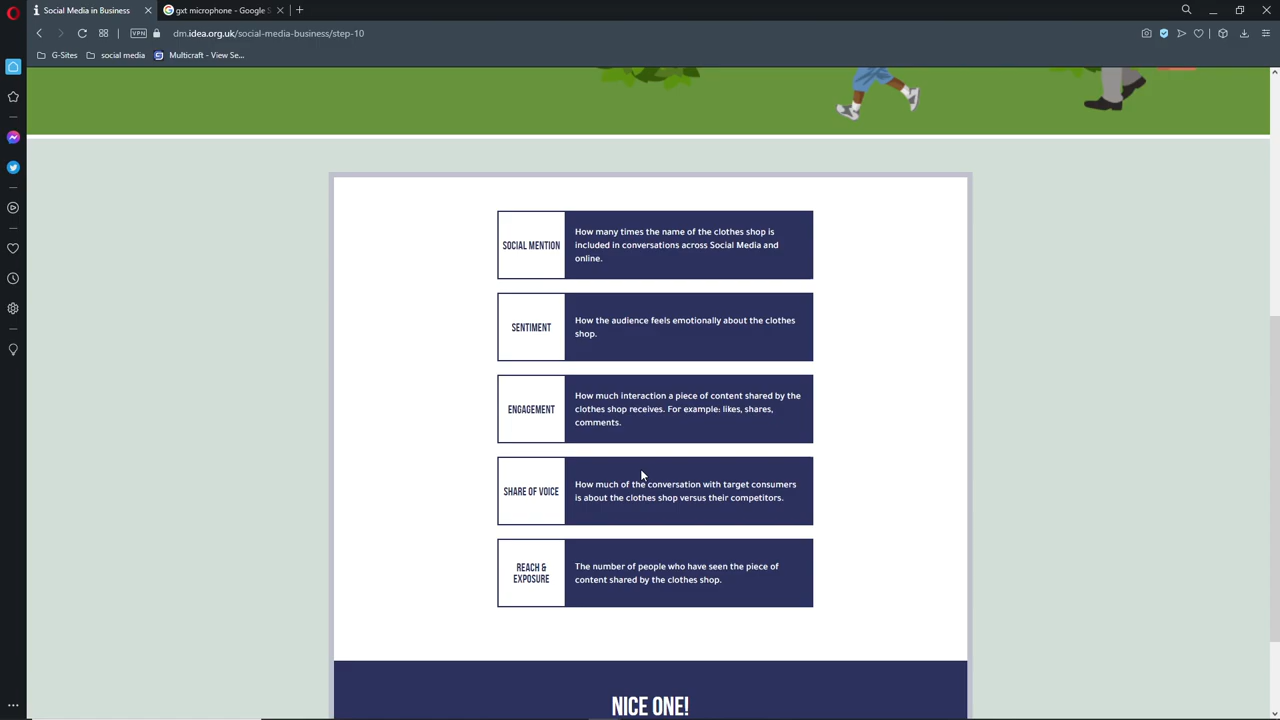 Social Media in Business
gxt microphone - Google S
VPN
dm.idea.org.uk/social-media-business/step-10
G-Sites
social media
Multicraft - View Se...
SOCIAL MENTION
How many times the name of the clothes shop is
included in conversations across Social Media and
online.
SENTIMENT
How the audience feels emotionally about the clothes
shop.
ENGAGEMENT
How much interaction a piece of content shared by the
clothes shop receives. For example: likes, shares,
comments.
SHARE OF VOICE
How much of the conversation with target consumers
is about the clothes shop versus their competitors.
REACH &
EXPOSURE
The number of people who have seen the piece of
content shared by the clothes shop.
NICE ONE!